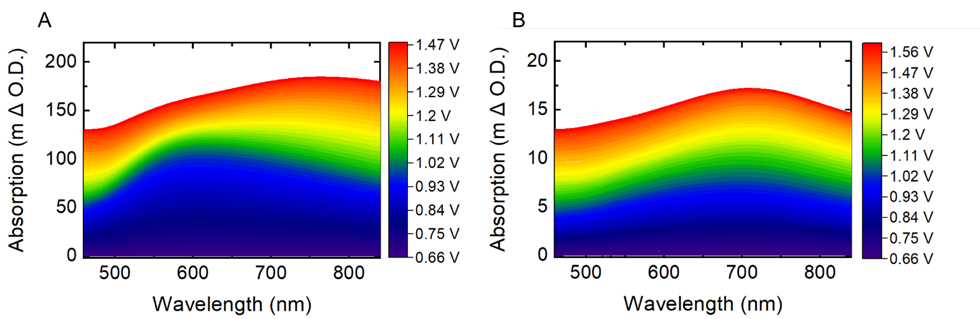 A
B
Absorption (m Δ O.D.)
200
150
100
50
0
500
600
700
800
Wavelength (nm)
1.47 V
1.38 V
1.29 V
1.2 V
1.11 V
1.02 V
0.93 V
0.84 V
0.75 V
0.66 V
Absorption (m Δ O.D.)
20
15
10
5
0
500
600
700
800
Wavelength (nm)
1.56 V
1.47 V
1.38 V
1.29 V
1.2 V
1.11 V
1.02 V
0.93 V
0.84 V
0.75 V
0.66 V